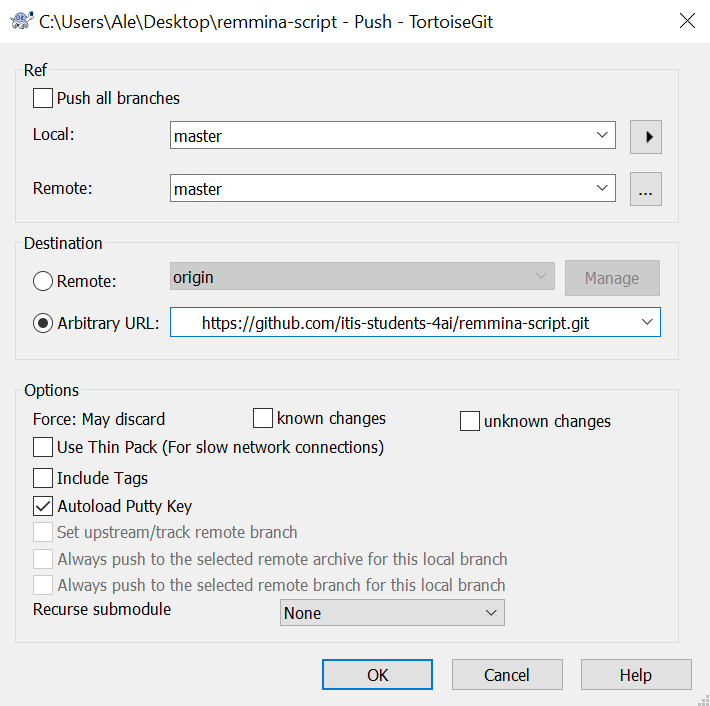 C:\Users\Ale\Desktop\remmina-script - Push - TortoiseGit
Ref
Push all branches
Local:
master
Remote:
master
...
Destination
Remote:
origin
Manage
Arbitrary URL:
https://github.com/itis-students-4ai/remmina-script.git
Options
Force: May discard
known changes
unknown changes
Use Thin Pack (For slow network connections)
Include Tags
Autoload Putty Key
Set upstream/track remote branch
Always push to the selected remote archive for this local branch
Always push to the selected remote branch for this local branch
Recurse submodule
None
OK
Cancel
Help